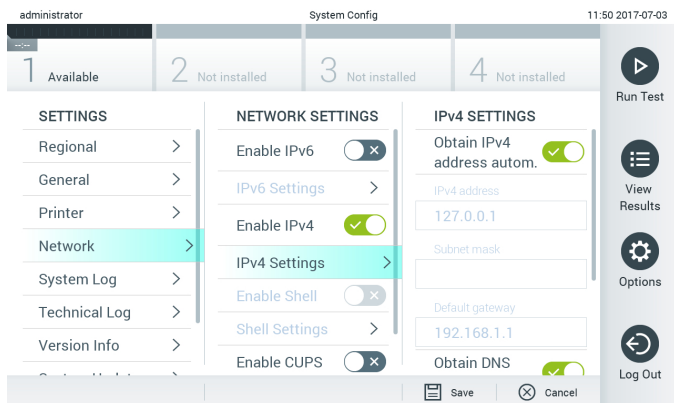 administrator
System Config
11:50 2017-07-03
--:--
1 Available
2 Not installed
3 Not installed
4 Not installed
Run Test
View
Results
Options
Log Out
SETTINGS
Regional
General
Printer
Network
System Log
Technical Log
Version Info
NETWORK SETTINGS
Enable IPv6
IPv6 Settings
Enable IPv4
IPv4 Settings
Enable Shell
Shell Settings
Enable CUPS
IPv4 SETTINGS
Obtain IPv4
address autom.
IPv4 address
127.0.0.1
Subnet mask
Default gateway
192.168.1.1
Obtain DNS
Save
Cancel